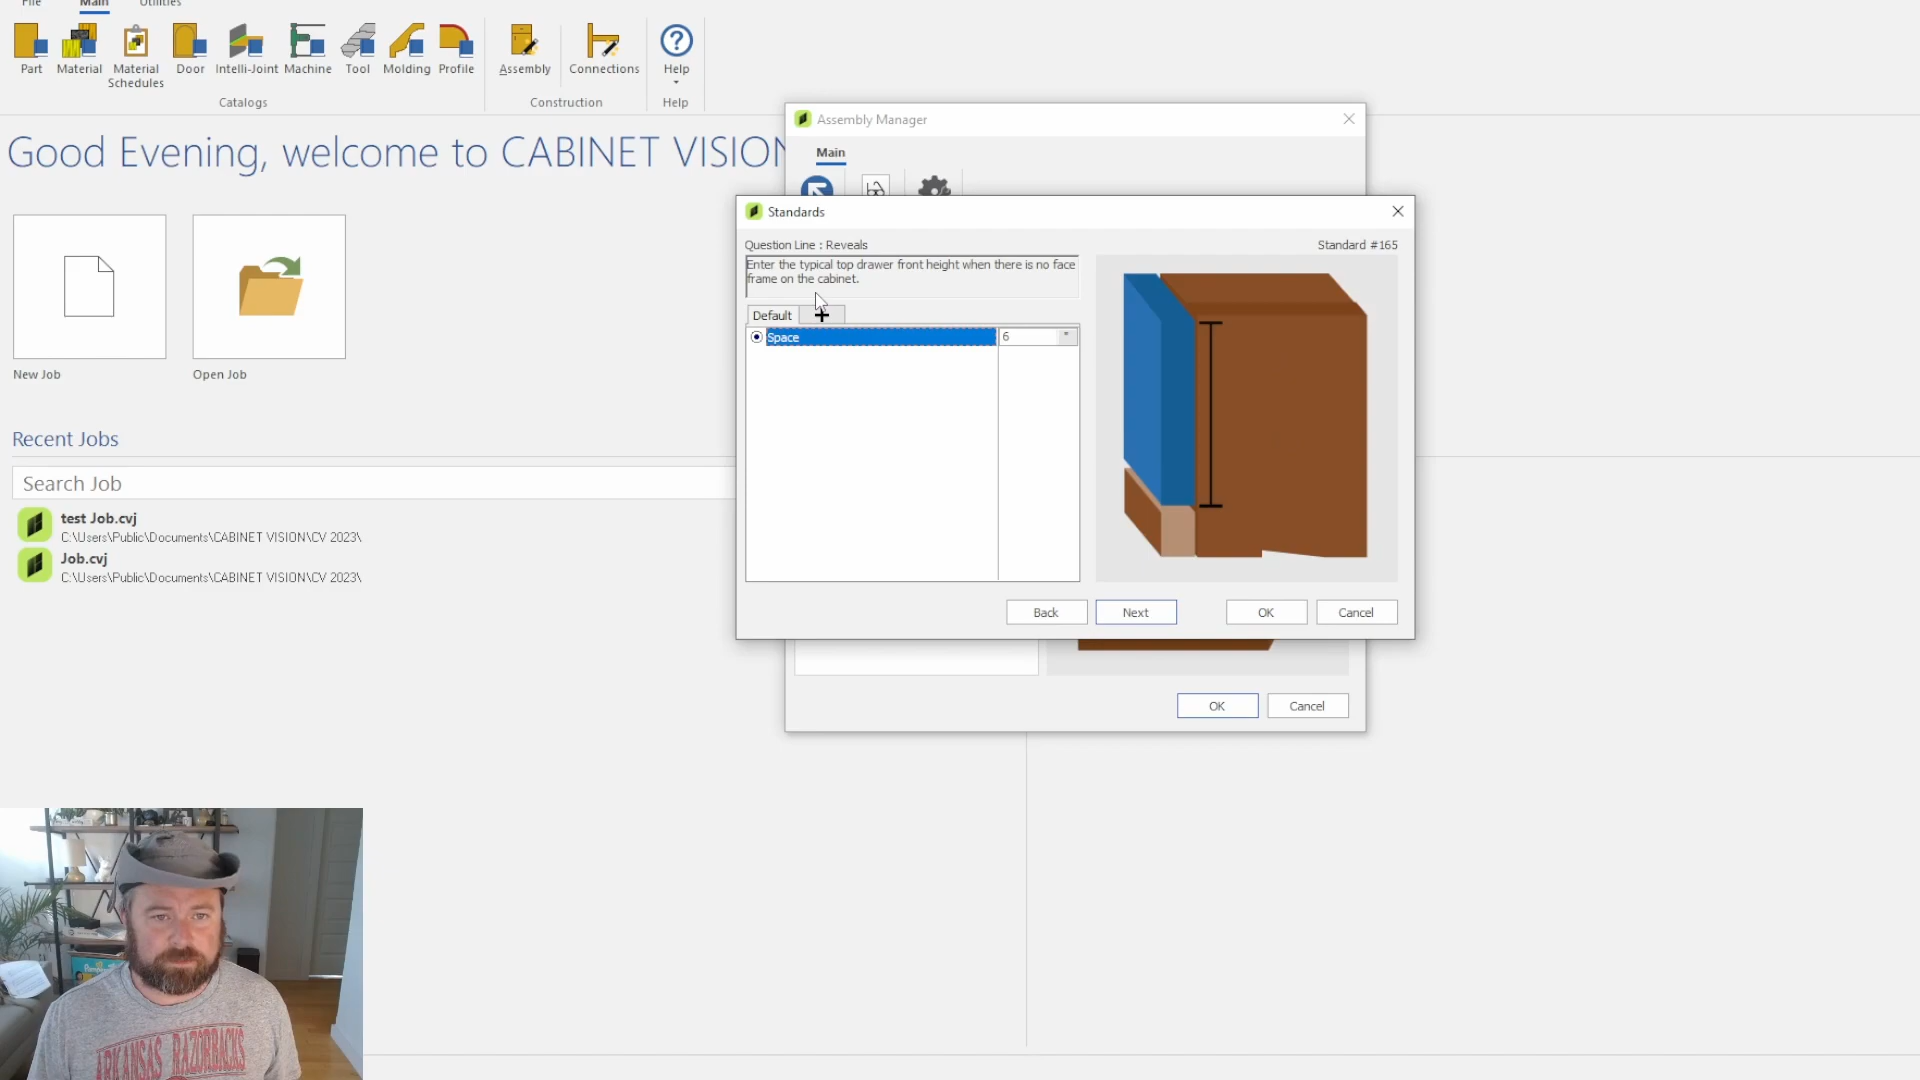 File Main Utilities
Part Material Material Schedules Door Intelli-Joint Machine Tool Molding Profile Assembly Connections Help
Catalogs Construction Help
Good Evening, welcome to CABINET VISION
New Job
Open Job
Recent Jobs
Search Job
test Job.cvj
C:\Users\Public\Documents\CABINET VISION\CV 2023\
Job.cvj
C:\Users\Public\Documents\CABINET VISION\CV 2023\
Assembly Manager
Main
Standards
Question Line : Reveals
Standard #165
Enter the typical top drawer front height when there is no face
frame on the cabinet.
Default +
Space 6 "
Back Next OK Cancel
OK Cancel
ARKANSAS RAZORBACKS